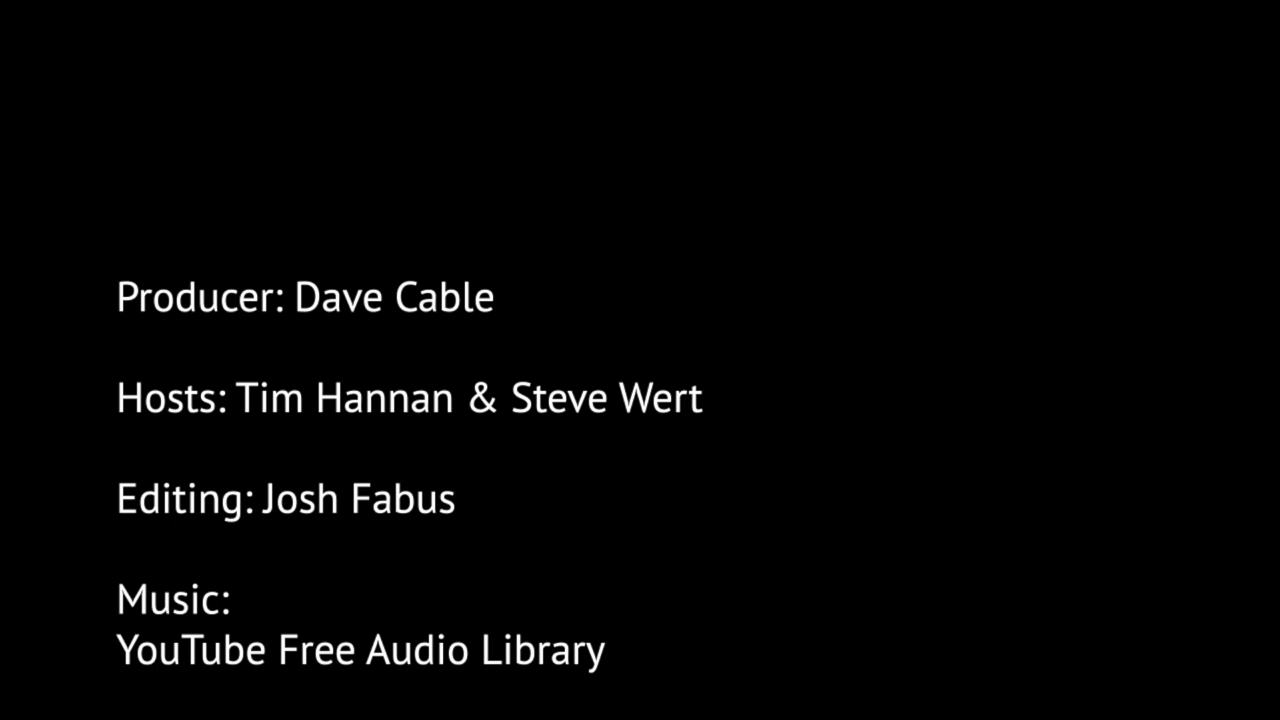 Producer: Dave Cable
Hosts: Tim Hannan & Steve Wert
Editing: Josh Fabus
Music:
YouTube Free Audio Library